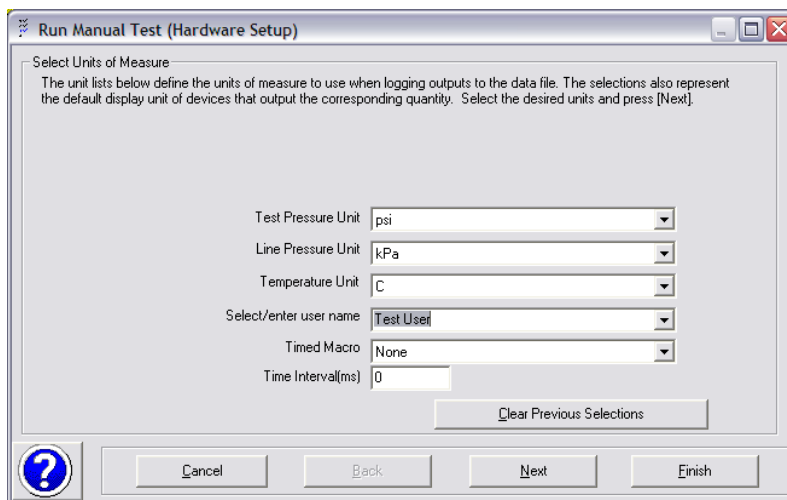 Run Manual Test (Hardware Setup)
Select Units of Measure
The unit lists below define the units of measure to use when logging outputs to the data file. The selections also represent
the default display unit of devices that output the corresponding quantity. Select the desired units and press [Next].
Test Pressure Unit psi
Line Pressure Unit kPa
Temperature Unit C
Select/enter user name Test User
Timed Macro None
Time Interval(ms) 0
Clear Previous Selections
? Cancel Back Next Finish